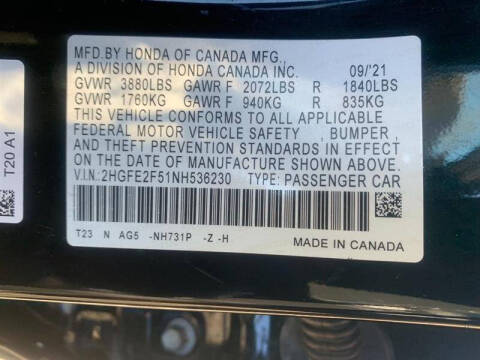 MFD.BY HONDA OF CANADA MFG.
A DIVISION OF HONDA CANADA INC. 09/'21
GVWR 3880LBS GAWR F 2072LBS R 1840LBS
GVWR 1760KG GAWR F 940KG R 835KG
THIS VEHICLE CONFORMS TO ALL APPLICABLE
FEDERAL MOTOR VEHICLE SAFETY , BUMPER,
AND THEFT PREVENTION STANDARDS IN EFFECT
ON THE DATE OF MANUFACTURE SHOWN ABOVE.
V.I.N.:2HGFE2F51NH536230 TYPE:PASSENGER CAR
T23 N AG5 -NH731P -Z -H
MADE IN CANADA
T20 A1